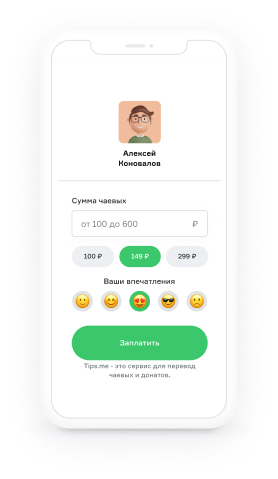 Алексей
Коновалов
Сумма чаевых
от 100 до 600 ₽
100 ₽ 149 ₽ 299 ₽
Ваши впечатления
Заплатить
Tips.me - это сервис для перевод
чаевых и донатов.